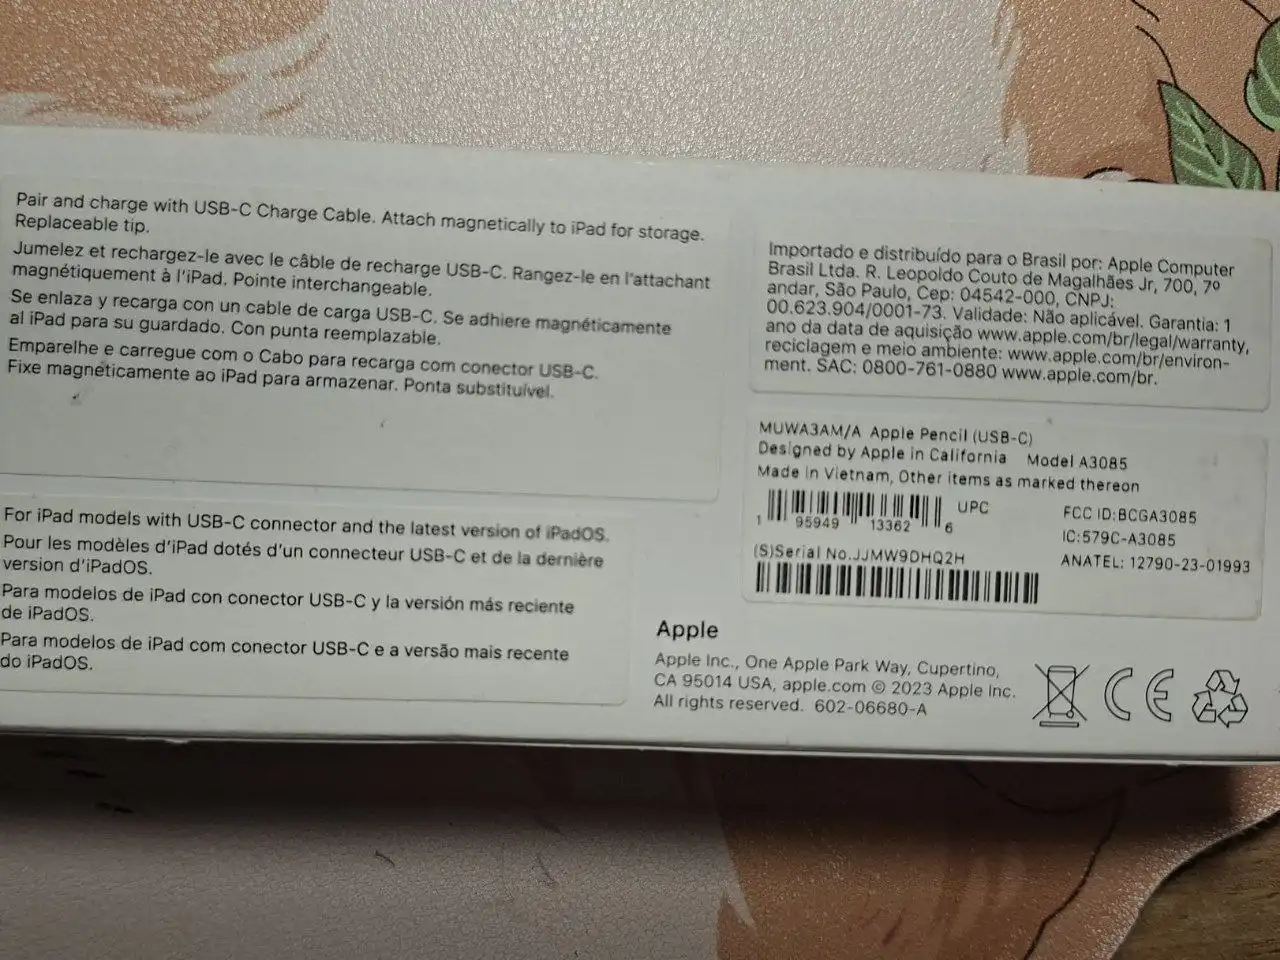 Pair and charge with USB-C Charge Cable. Attach magnetically to iPad for storage.
Replaceable tip.
Jumelez et rechargez-le avec le câble de recharge USB-C. Rangez-le en l'attachant
magnétiquement à l'iPad. Pointe interchangeable.
Se enlaza y recarga con un cable de carga USB-C. Se adhiere magnéticamente
al iPad para su guardado. Con punta reemplazable.
Emparelhe e carregue com o Cabo para recarga com conector USB-C.
Fixe magneticamente ao iPad para armazenar. Ponta substituível.
For iPad models with USB-C connector and the latest version of iPadOS.
Pour les modèles d'iPad dotés d'un connecteur USB-C et de la dernière
version d'iPadOS.
Para modelos de iPad con conector USB-C y la versión más reciente
de iPadOS.
Para modelos de iPad com conector USB-C e a versão mais recente
do iPadOS.
Importado e distribuído para o Brasil por: Apple Computer
Brasil Ltda. R. Leopoldo Couto de Magalhães Jr, 700, 7º
andar, São Paulo, Cep: 04542-000, CNPJ:
00.623.904/0001-73. Validade: Não aplicável. Garantia: 1
ano da data de aquisição www.apple.com/br/legal/warranty,
reciclagem e meio ambiente: www.apple.com/br/environ-
ment. SAC: 0800-761-0880 www.apple.com/br.
MUWA3AM/A Apple Pencil (USB-C)
Designed by Apple in California Model A3085
Made in Vietnam, Other items as marked thereon
UPC
1 95949 13362 6
(S)Serial No.JJMW9DHQ2H
FCC ID:BCGA3085
IC:579C-A3085
ANATEL: 12790-23-01993
Apple
Apple Inc., One Apple Park Way, Cupertino,
CA 95014 USA, apple.com © 2023 Apple Inc.
All rights reserved. 602-06680-A
CE